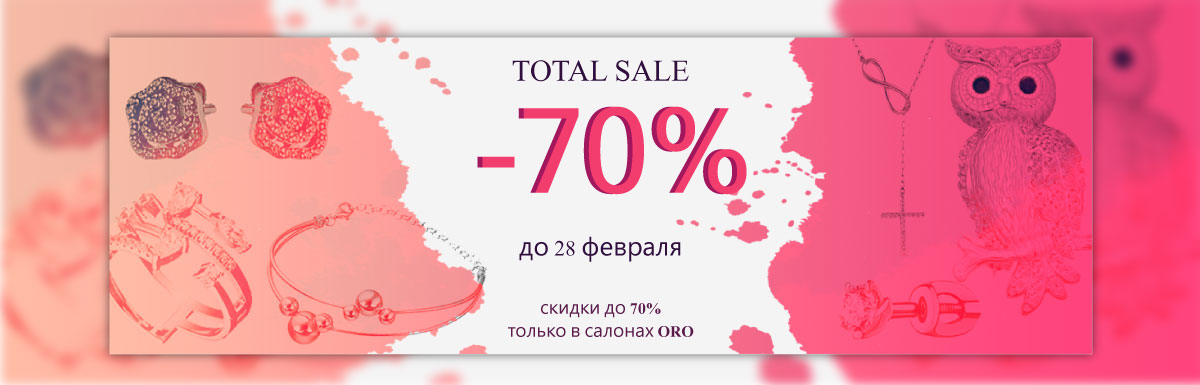 TOTAL SALE
-70%
до 28 февраля
скидки до 70%
только в салонах ORO